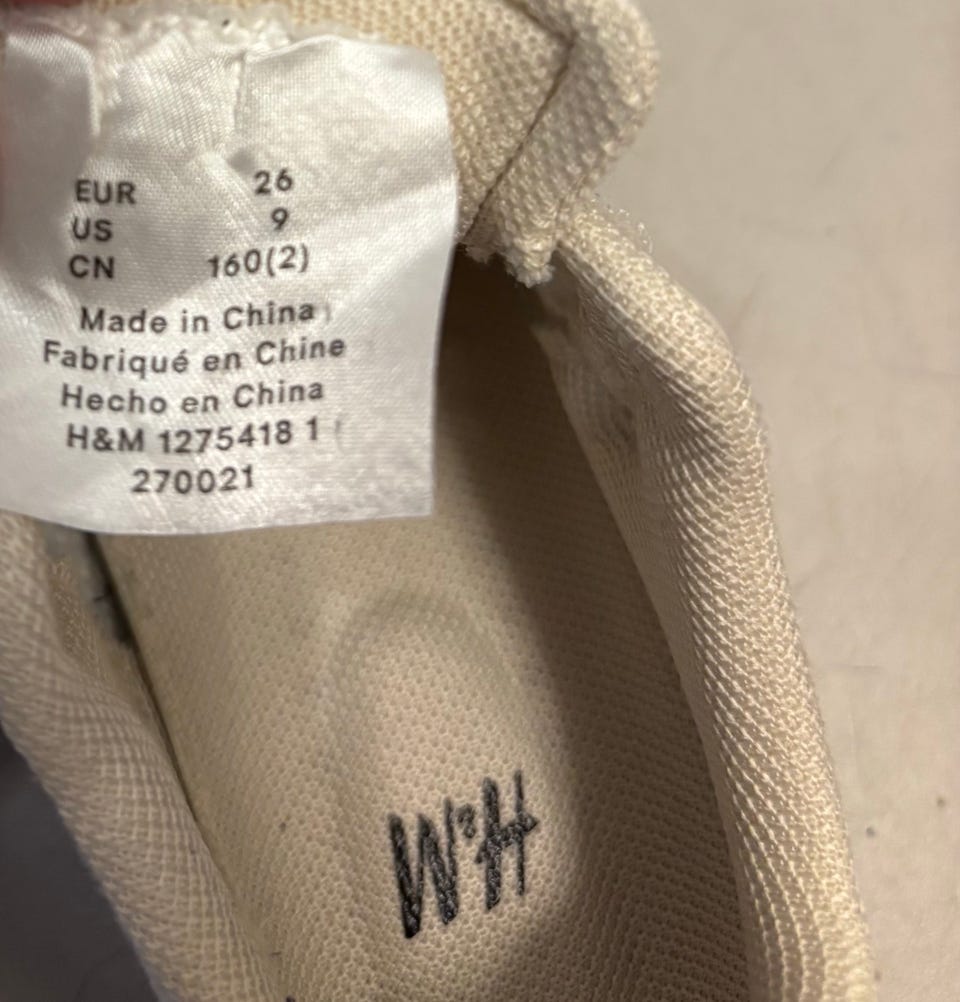 EUR 26
US 9
CN 160(2)
Made in China
Fabriqué en Chine
Hecho en China
H&M 1275418 1
270021
H&M